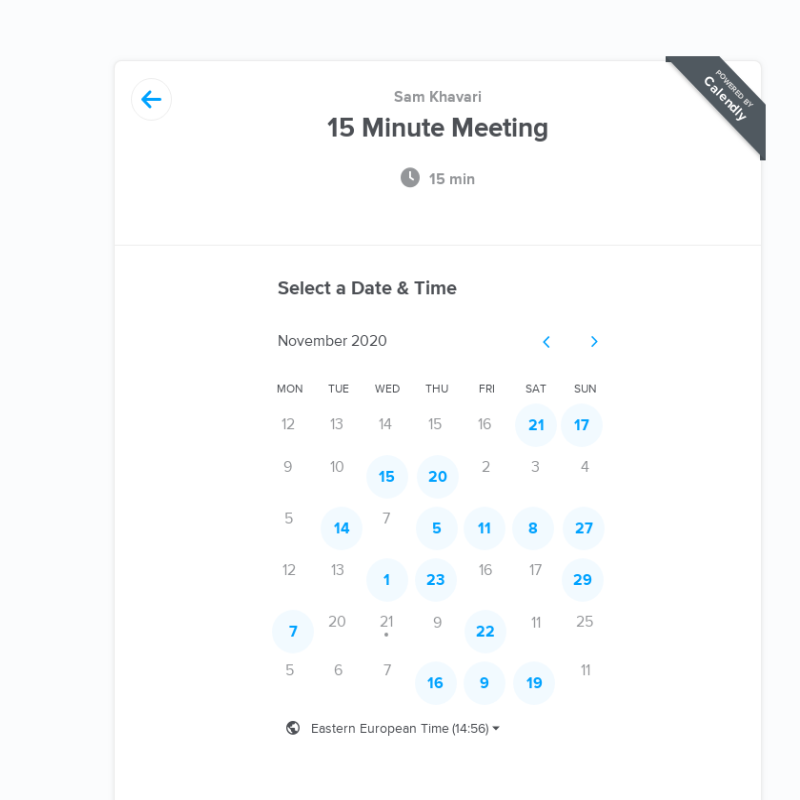 POWERED BY
Calendly
Sam Khavari
15 Minute Meeting
15 min
Select a Date & Time
November 2020
MON TUE WED THU FRI SAT SUN
12 13 14 15 16 21 17
9 10 15 20 2 3 4
5 14 7 5 11 8 27
12 13 1 23 16 17 29
7 20 21 9 22 11 25
5 6 7 16 9 19 11
Eastern European Time (14:56)